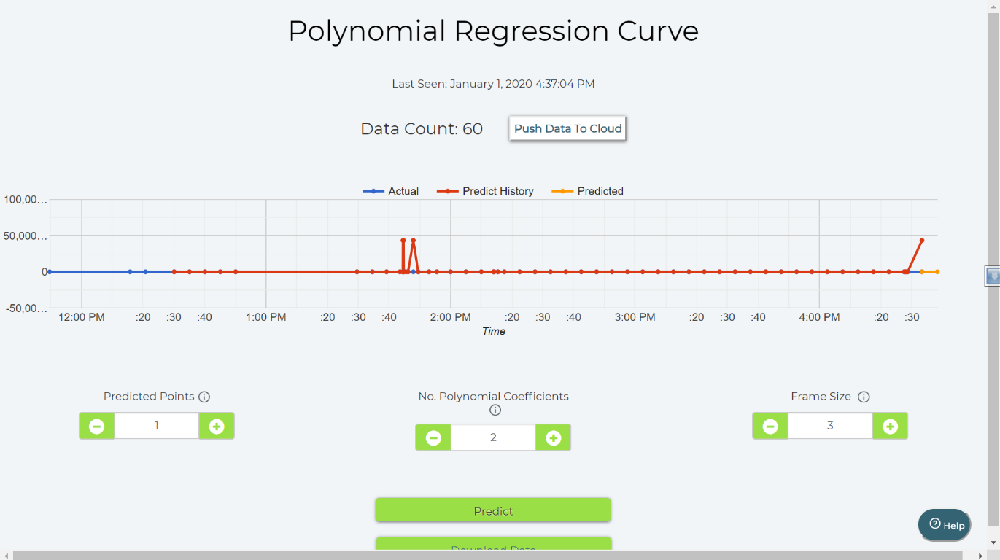 Polynomial Regression Curve
Last Seen: January 1, 2020 4:37:04 PM
Data Count: 60 Push Data To Cloud
Actual Predict History Predicted
100,00...
50,000...
0
-50,00...
12:00 PM :20 :30 :40 1:00 PM :20 :30 :40 2:00 PM :20 :30 :40 3:00 PM :20 :30 :40 4:00 PM :20 :30
Time
Predicted Points No. Polynomial Coefficients Frame Size
1 2 3
Predict
Download Data
Help